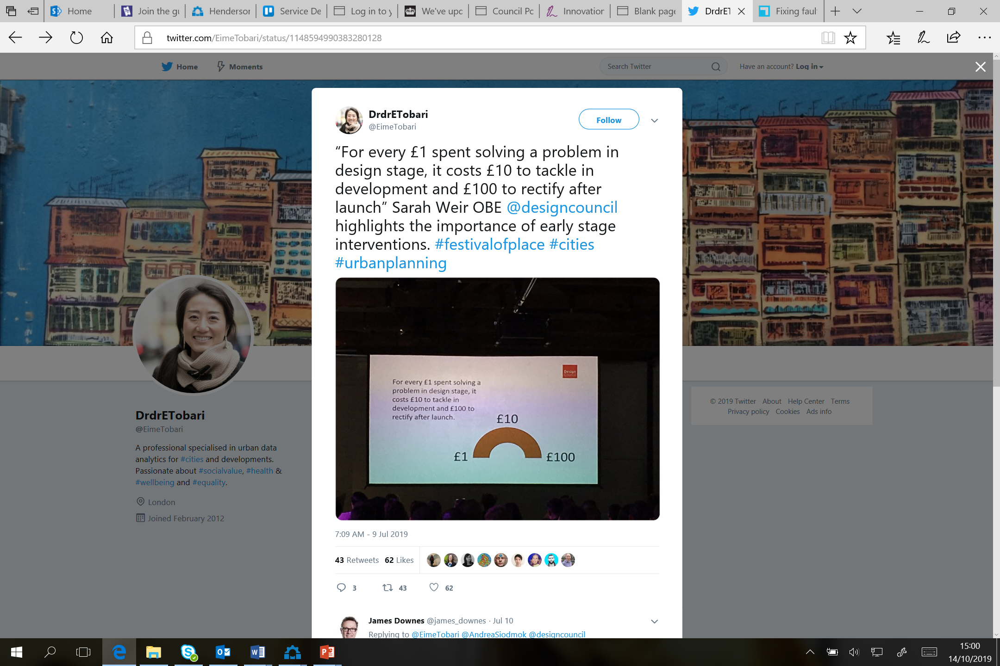 Home
Join the gu
Henderson
Service De
Log in to y
We've upd
Council Po
Innovation
Blank page
DrdrET
Fixing faul
twitter.com/EimeTobari/status/1148594990383280128
Home
Moments
Search Twitter
Have an account? Log in
DrdrETobari
@EimeTobari
Follow
“For every £1 spent solving a problem in
design stage, it costs £10 to tackle in
development and £100 to rectify after
launch” Sarah Weir OBE @designcouncil
highlights the importance of early stage
interventions. #festivalofplace #cities
#urbanplanning
Design
Council
For every £1 spent solving a
problem in design stage, it
costs £10 to tackle in
development and £100 to
rectify after launch.
£10
£1
£100
7:09 AM - 9 Jul 2019
43 Retweets 62 Likes
3 43 62
James Downes @james_downes · Jul 10
Replying to @EimeTobari @AndreaSiodmok @designcouncil
DrdrETobari
@EimeTobari
A professional specialised in urban data
analytics for #cities and developments.
Passionate about #socialvalue, #health &
#wellbeing and #equality.
London
Joined February 2012
© 2019 Twitter About Help Center Terms
Privacy policy Cookies Ads info
15:00
14/10/2019